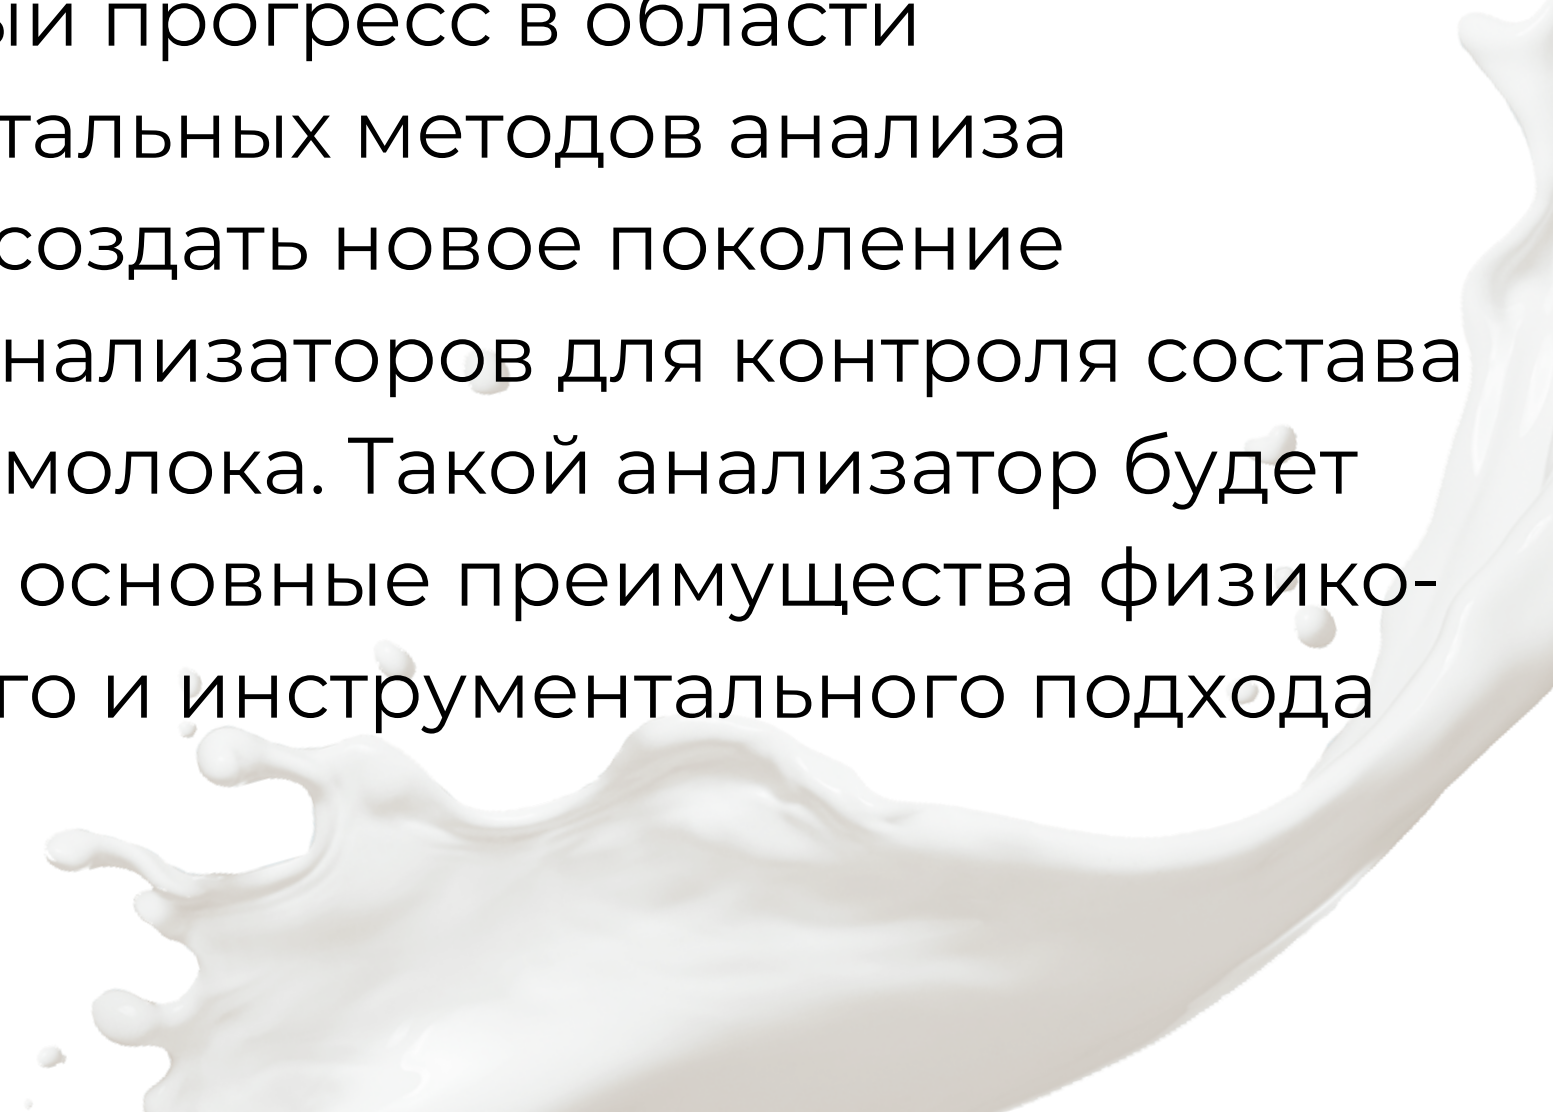 ый прогресс в области
тальных методов анализа
создать новое поколение
нализаторов для контроля состава
молока. Такой анализатор будет
основные преимущества физико-
го и инструментального подхода